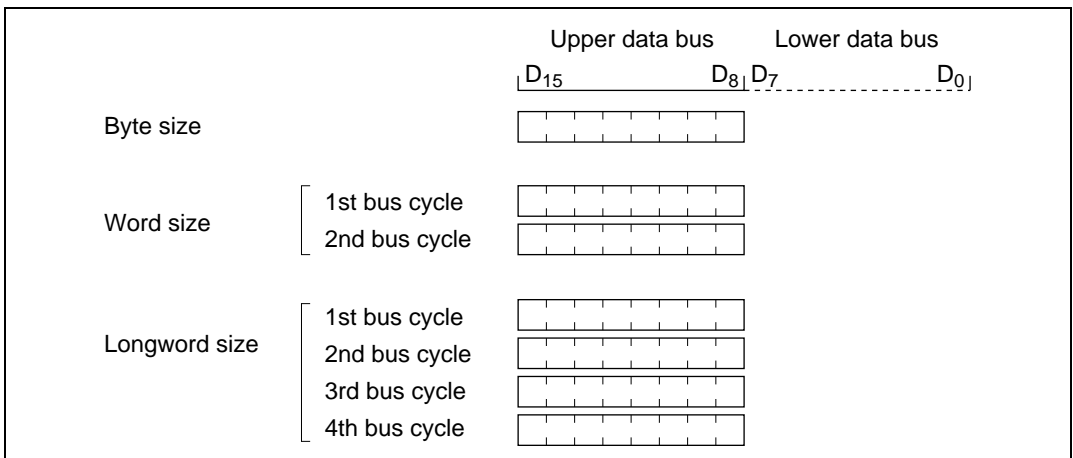 Upper data bus Lower data bus
D15 D8 D7 D0
Byte size
Word size
1st bus cycle
2nd bus cycle
Longword size
1st bus cycle
2nd bus cycle
3rd bus cycle
4th bus cycle